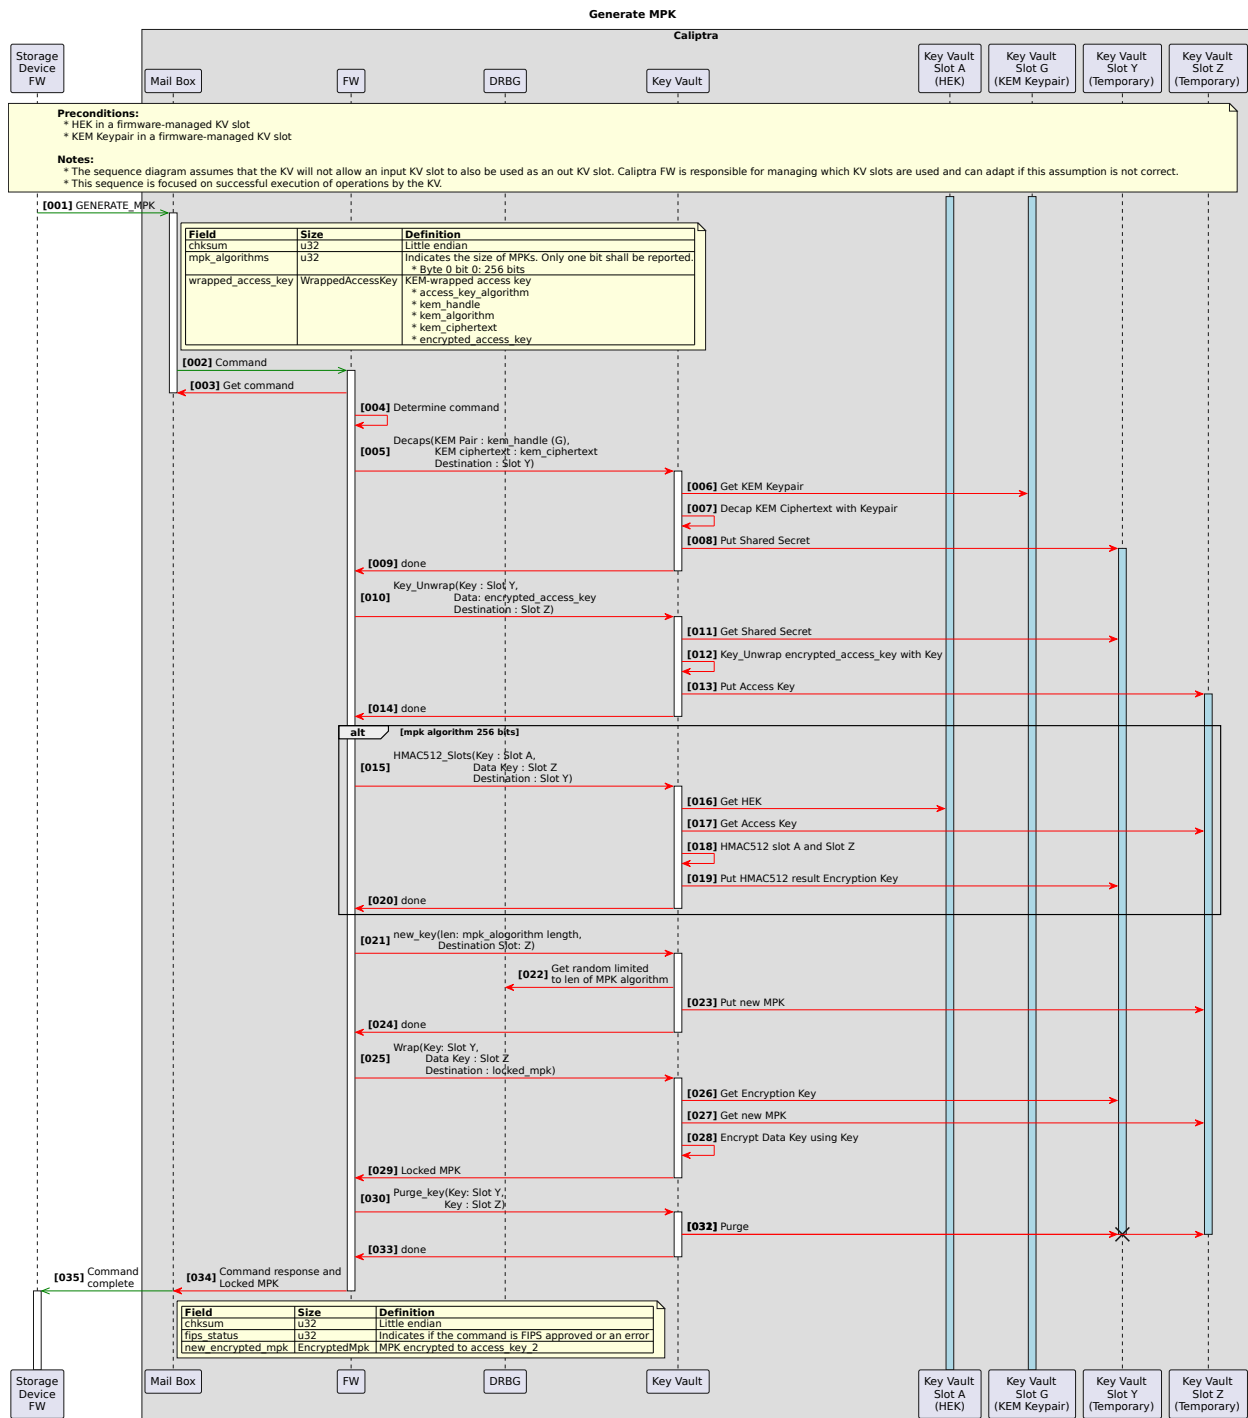 Generate MPK
Caliptra
Storage
Device
FW
Mail Box
FW
DRBG
Key Vault
Key Vault
Slot A
(HEK)
Key Vault
Slot G
(KEM Keypair)
Key Vault
Slot Y
(Temporary)
Key Vault
Slot Z
(Temporary)
Preconditions:
* HEK in a firmware-managed KV slot
* KEM Keypair in a firmware-managed KV slot
Notes:
* The sequence diagram assumes that the KV will not allow an input KV slot to also be used as an out KV slot. Caliptra FW is responsible for managing which KV slots are used and can adapt if this assumption is not correct.
* This sequence is focused on successful execution of operations by the KV.
[001] GENERATE_MPK
Field Size Definition
chksum u32 Little endian
mpk_algorithms u32 Indicates the size of MPKs. Only one bit shall be reported.
* Byte 0 bit 0: 256 bits
wrapped_access_key WrappedAccessKey KEM-wrapped access key
* access_key_algorithm
* kem_handle
* kem_algorithm
* kem_ciphertext
* encrypted_access_key
[002] Command
[003] Get command
[004] Determine command
Decaps(KEM Pair : kem_handle (G),
[005] KEM ciphertext : kem_ciphertext
Destination : Slot Y)
[006] Get KEM Keypair
[007] Decap KEM Ciphertext with Keypair
[008] Put Shared Secret
[009] done
Key_Unwrap(Key : Slot Y,
[010] Data: encrypted_access_key
Destination : Slot Z)
[011] Get Shared Secret
[012] Key_Unwrap encrypted_access_key with Key
[013] Put Access Key
[014] done
alt [mpk algorithm 256 bits]
HMAC512_Slots(Key : Slot A,
[015] Data Key : Slot Z
Destination : Slot Y)
[016] Get HEK
[017] Get Access Key
[018] HMAC512 slot A and Slot Z
[019] Put HMAC512 result Encryption Key
[020] done
[021] new_key(len: mpk_alogorithm length,
Destination Slot: Z)
[022] Get random limited
to len of MPK algorithm
[023] Put new MPK
[024] done
Wrap(Key: Slot Y,
[025] Data Key : Slot Z
Destination : locked_mpk)
[026] Get Encryption Key
[027] Get new MPK
[028] Encrypt Data Key using Key
[029] Locked MPK
[030] Purge_key(Key: Slot Y,
Key : Slot Z)
Purge
[033] done
[034] Command response and
Locked MPK
[035] Command
complete
Field Size Definition
chksum u32 Little endian
fips_status u32 Indicates if the command is FIPS approved or an error
new_encrypted_mpk EncryptedMpk MPK encrypted to access_key_2
Storage
Device
FW
Mail Box
FW
DRBG
Key Vault
Key Vault
Slot A
(HEK)
Key Vault
Slot G
(KEM Keypair)
Key Vault
Slot Y
(Temporary)
Key Vault
Slot Z
(Temporary)